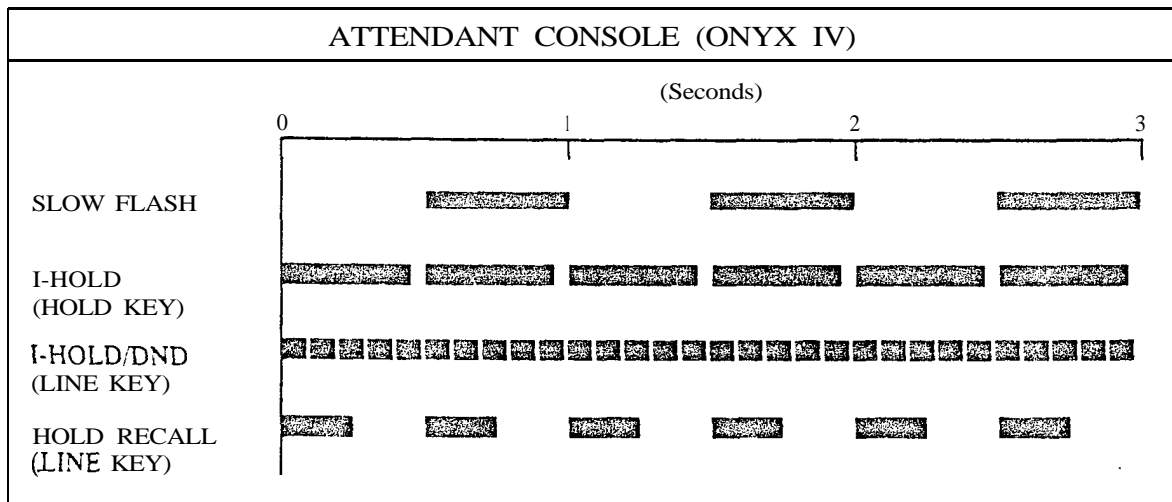 ATTENDANT CONSOLE (ONYX IV)
(Seconds)
0 1 2 3
SLOW FLASH
I-HOLD
(HOLD KEY)
I-HOLD/DND
(LINE KEY)
HOLD RECALL
(LINE KEY)